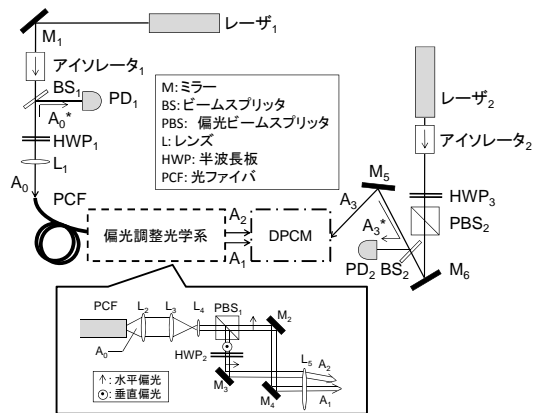 レーザ1
M1
アイソレータ1
BS1
PD1
A0*
HWP1
L1
A0
PCF
M:ミラー
BS:ビームスプリッタ
PBS: 偏光ビームスプリッタ
L:レンズ
HWP:半波長板
PCF:光ファイバ
レーザ2
アイソレータ2
HWP3
PBS2
M5
A3
A3*
PD2
BS2
M6
偏光調整光学系
A2
A1
DPCM
PCF
L2
L3
L4
PBS1
M2
A0
HWP2
M3
M4
L5
A2
A1
↑:水平偏光
⊙:垂直偏光